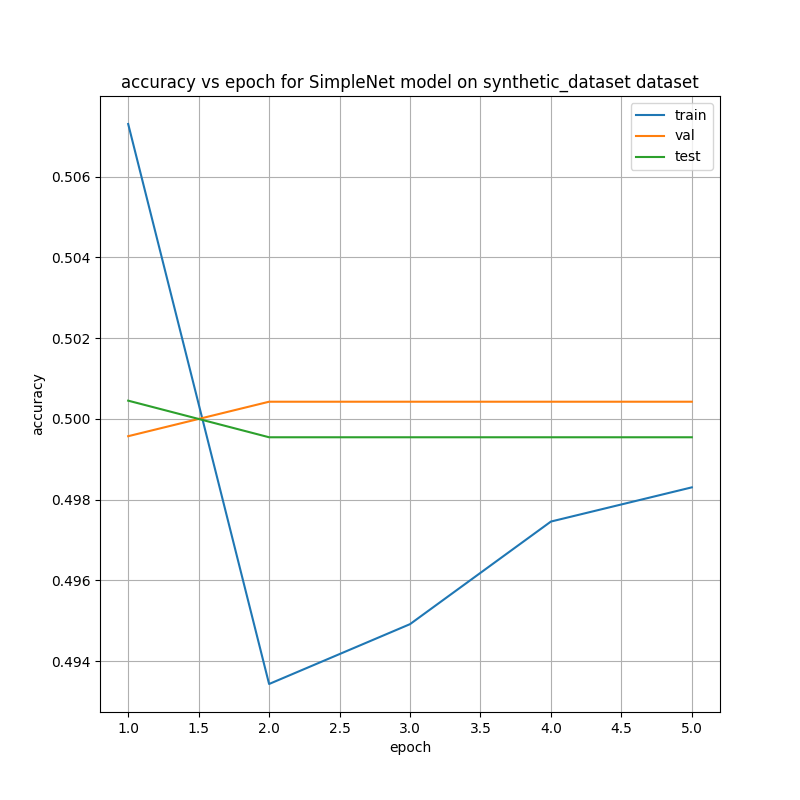 accuracy vs epoch for SimpleNet model on synthetic_dataset dataset
train
val
test
0.506
0.504
0.502
0.500
0.498
0.496
0.494
accuracy
1.0 1.5 2.0 2.5 3.0 3.5 4.0 4.5 5.0
epoch